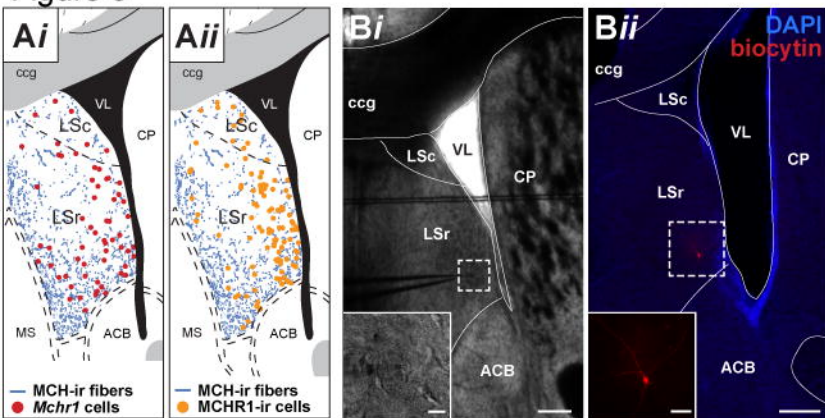 Ai
ccg
VL
LSc
CP
LSr
MS
ACB
MCH-ir fibers
Mchr1 cells
Aii
ccg
VL
LSc
CP
LSr
MS
ACB
MCH-ir fibers
MCHR1-ir cells
Bi
ccg
LSc
VL
CP
LSr
ACB
Bii
DAPI
biocytin
ccg
LSc
VL
CP
LSr
ACB